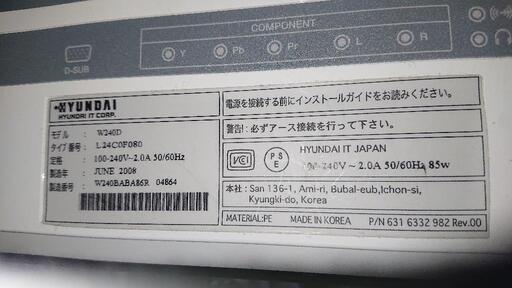 COMPONENT
D-SUB
Y
Pb
Pr
L
R
HYUNDAI
HYUNDAI IT CORP.
モデル : W240D
タイプ番号 : L24C0F080
定格 : 100-240V~2.0A 50/60Hz
製造年 : JUNE 2008
製造番号 : W240BABA86R 04864
電源を接続する前にインストールガイドをお読みください。
警告: 必ずアース接続を行って下さい。
VCI
PS
E
HYUNDAI IT JAPAN
100-240V~2.0A 50/60Hz 85w
本社 : San 136-1, Ami-ri, Bubal-eub,Ichon-si,
Kyungki-do, Korea
MATERIAL:PE MADE IN KOREA P/N 631 6332 982 Rev.00